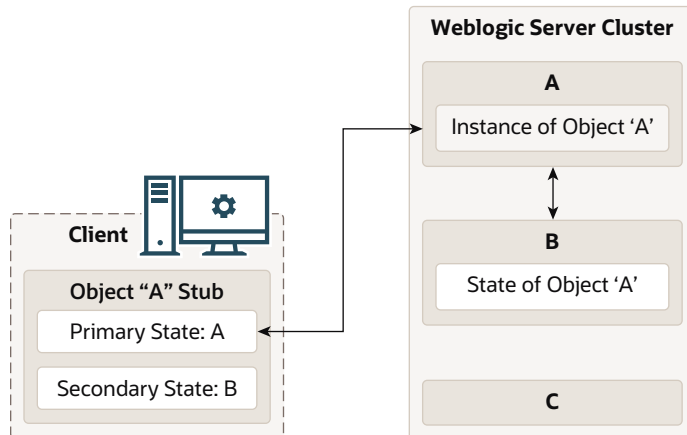 Weblogic Server Cluster
A
Instance of Object ‘A’
B
State of Object ‘A’
C
Client
Object “A” Stub
Primary State: A
Secondary State: B